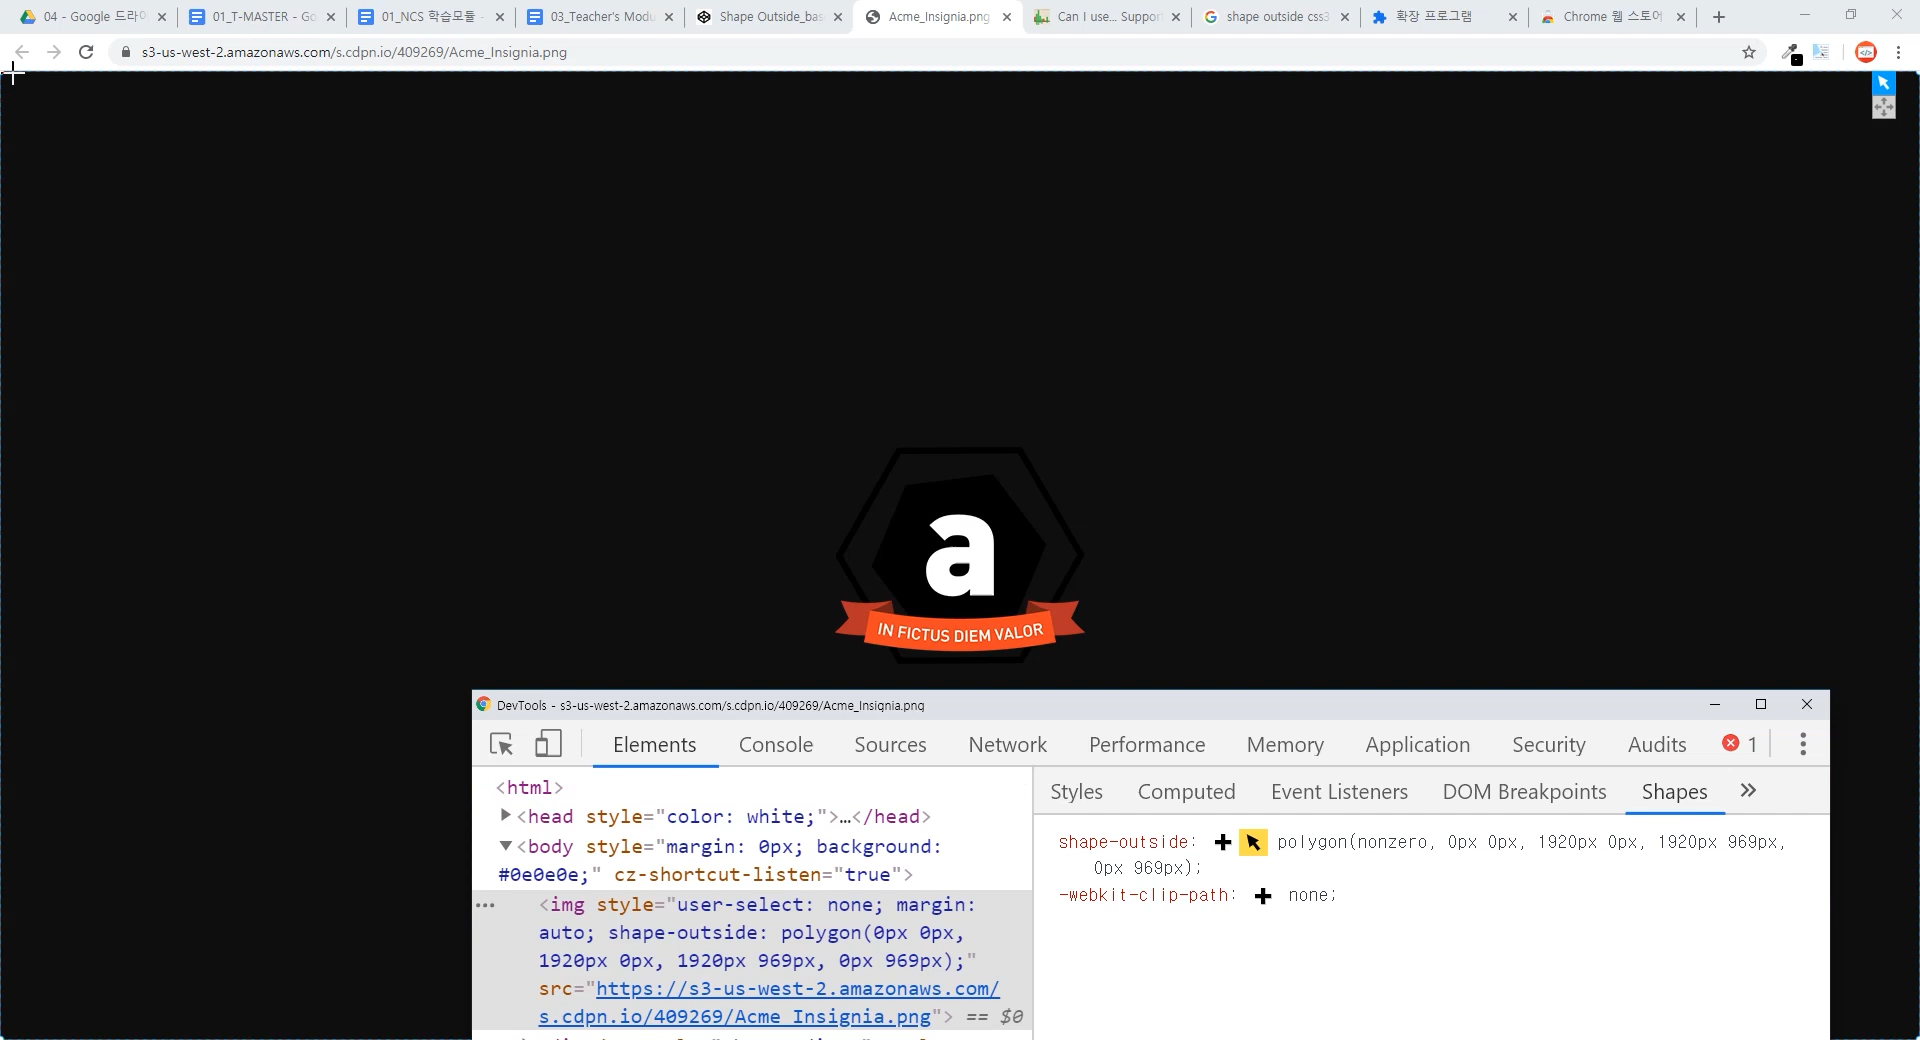 04 - Google 드라이
01_T-MASTER - Go
01_NCS 학습모듈 -
03_Teacher's Modu
Shape Outside_bas
Acme_Insignia.png
Can I use... Suppor
shape outside css3
확장 프로그램
Chrome 웹 스토어
s3-us-west-2.amazonaws.com/s.cdpn.io/409269/Acme_Insignia.png
a
IN FICTUS DIEM VALOR
DevTools - s3-us-west-2.amazonaws.com/s.cdpn.io/409269/Acme_Insignia.png
Elements Console Sources Network Performance Memory Application Security Audits 1
<html>
<head style="color: white;">…</head>
<body style="margin: 0px; background:
#0e0e0e;" cz-shortcut-listen="true">
<img style="user-select: none; margin:
auto; shape-outside: polygon(0px 0px,
1920px 0px, 1920px 969px, 0px 969px);"
src="https://s3-us-west-2.amazonaws.com/
s.cdpn.io/409269/Acme_Insignia.png"> == $0
Styles Computed Event Listeners DOM Breakpoints Shapes
shape-outside: polygon(nonzero, 0px 0px, 1920px 0px, 1920px 969px,
0px 969px);
-webkit-clip-path: none;